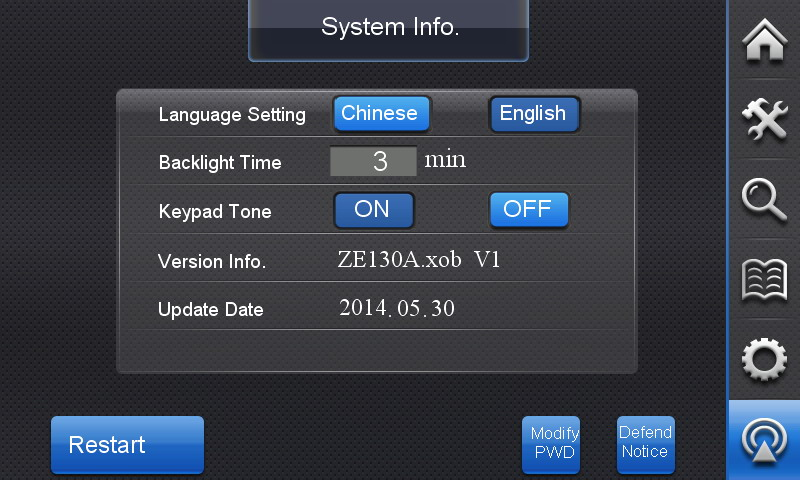 System Info.
Language Setting Chinese English
Backlight Time 3 min
Keypad Tone ON OFF
Version Info. ZE130A.xob V1
Update Date 2014.05.30
Restart
Modify
PWD
Defend
Notice